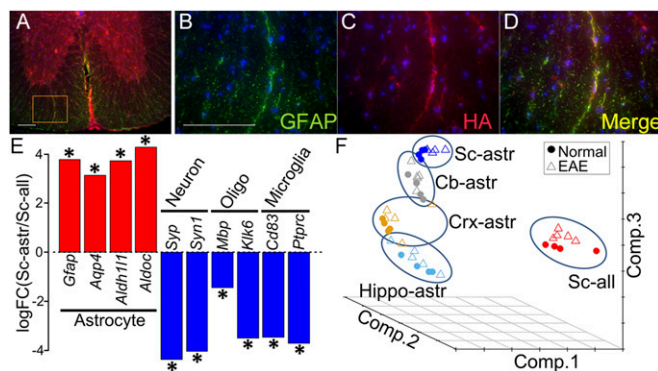 A
B
C
D
GFAP
HA
Merge
E
logFC(Sc-astr/Sc-all)
+4
+2
0
-2
-4
* * * *
Gfap
Aqp4
Aldh1l1
Aldoc
Astrocyte
Neuron
Oligo
Microglia
Syp
Syn1
Mbp
Klk6
Cd83
Ptprc
* * * * * *
F
Sc-astr
Cb-astr
Crx-astr
Hippo-astr
Sc-all
Normal
EAE
Comp.1
Comp.2
Comp.3